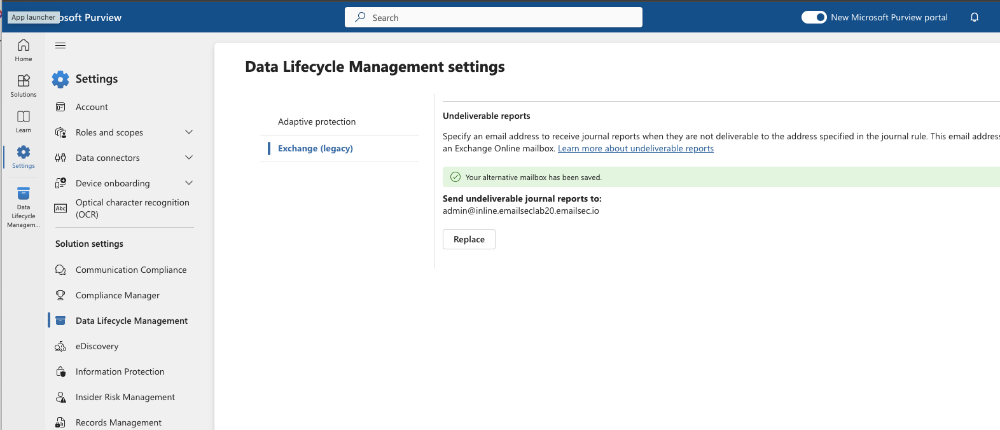 App launcher
osoft Purview
Search
New Microsoft Purview portal
Home
Solutions
Learn
Settings
Data
Lifecycle
Managem...
Settings
Account
Roles and scopes
Data connectors
Device onboarding
Abc
Optical character recognition
(OCR)
Solution settings
Communication Compliance
Compliance Manager
Data Lifecycle Management
eDiscovery
Information Protection
Insider Risk Management
Records Management
Data Lifecycle Management settings
Adaptive protection
Exchange (legacy)
Undeliverable reports
Specify an email address to receive journal reports when they are not deliverable to the address specified in the journal rule. This email address
an Exchange Online mailbox. Learn more about undeliverable reports
Your alternative mailbox has been saved.
Send undeliverable journal reports to:
admin@inline.emailseclab20.emailsec.io
Replace